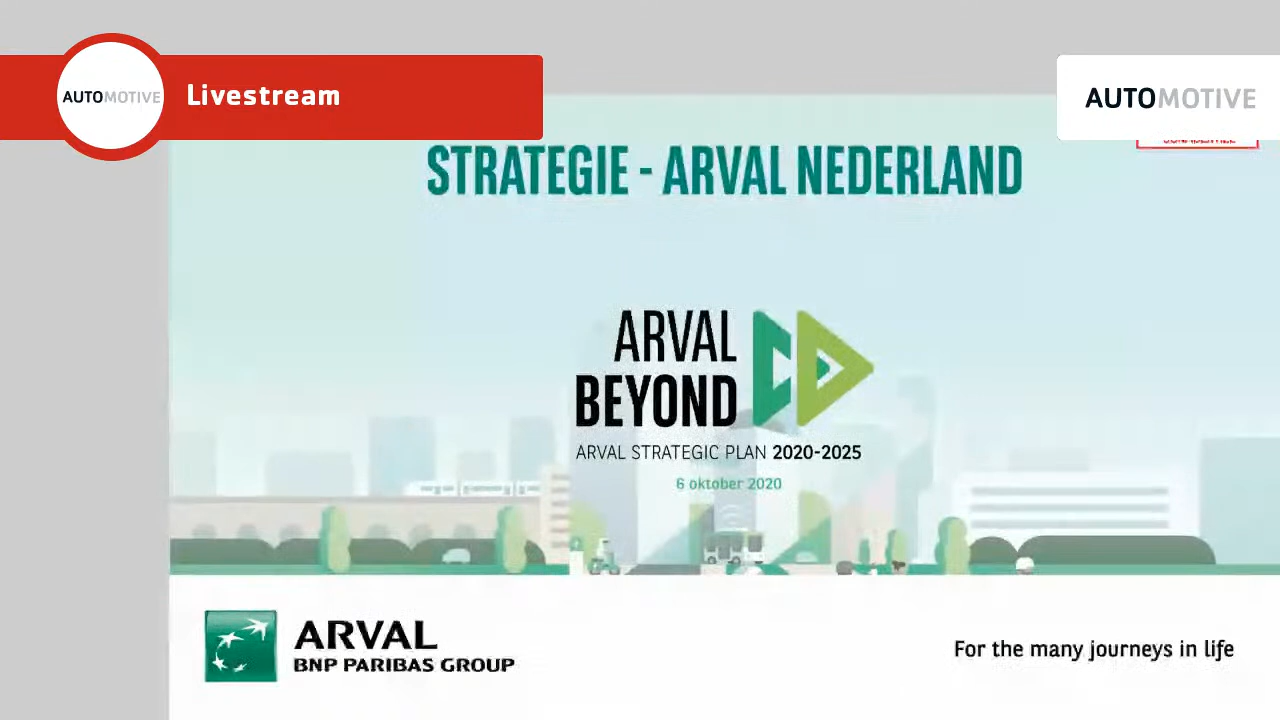 AUTOMOTIVE
Livestream
AUTOMOTIVE
STRATEGIE - ARVAL NEDERLAND
ARVAL
BEYOND
ARVAL STRATEGIC PLAN 2020-2025
6 oktober 2020
ARVAL
BNP PARIBAS GROUP
For the many journeys in life